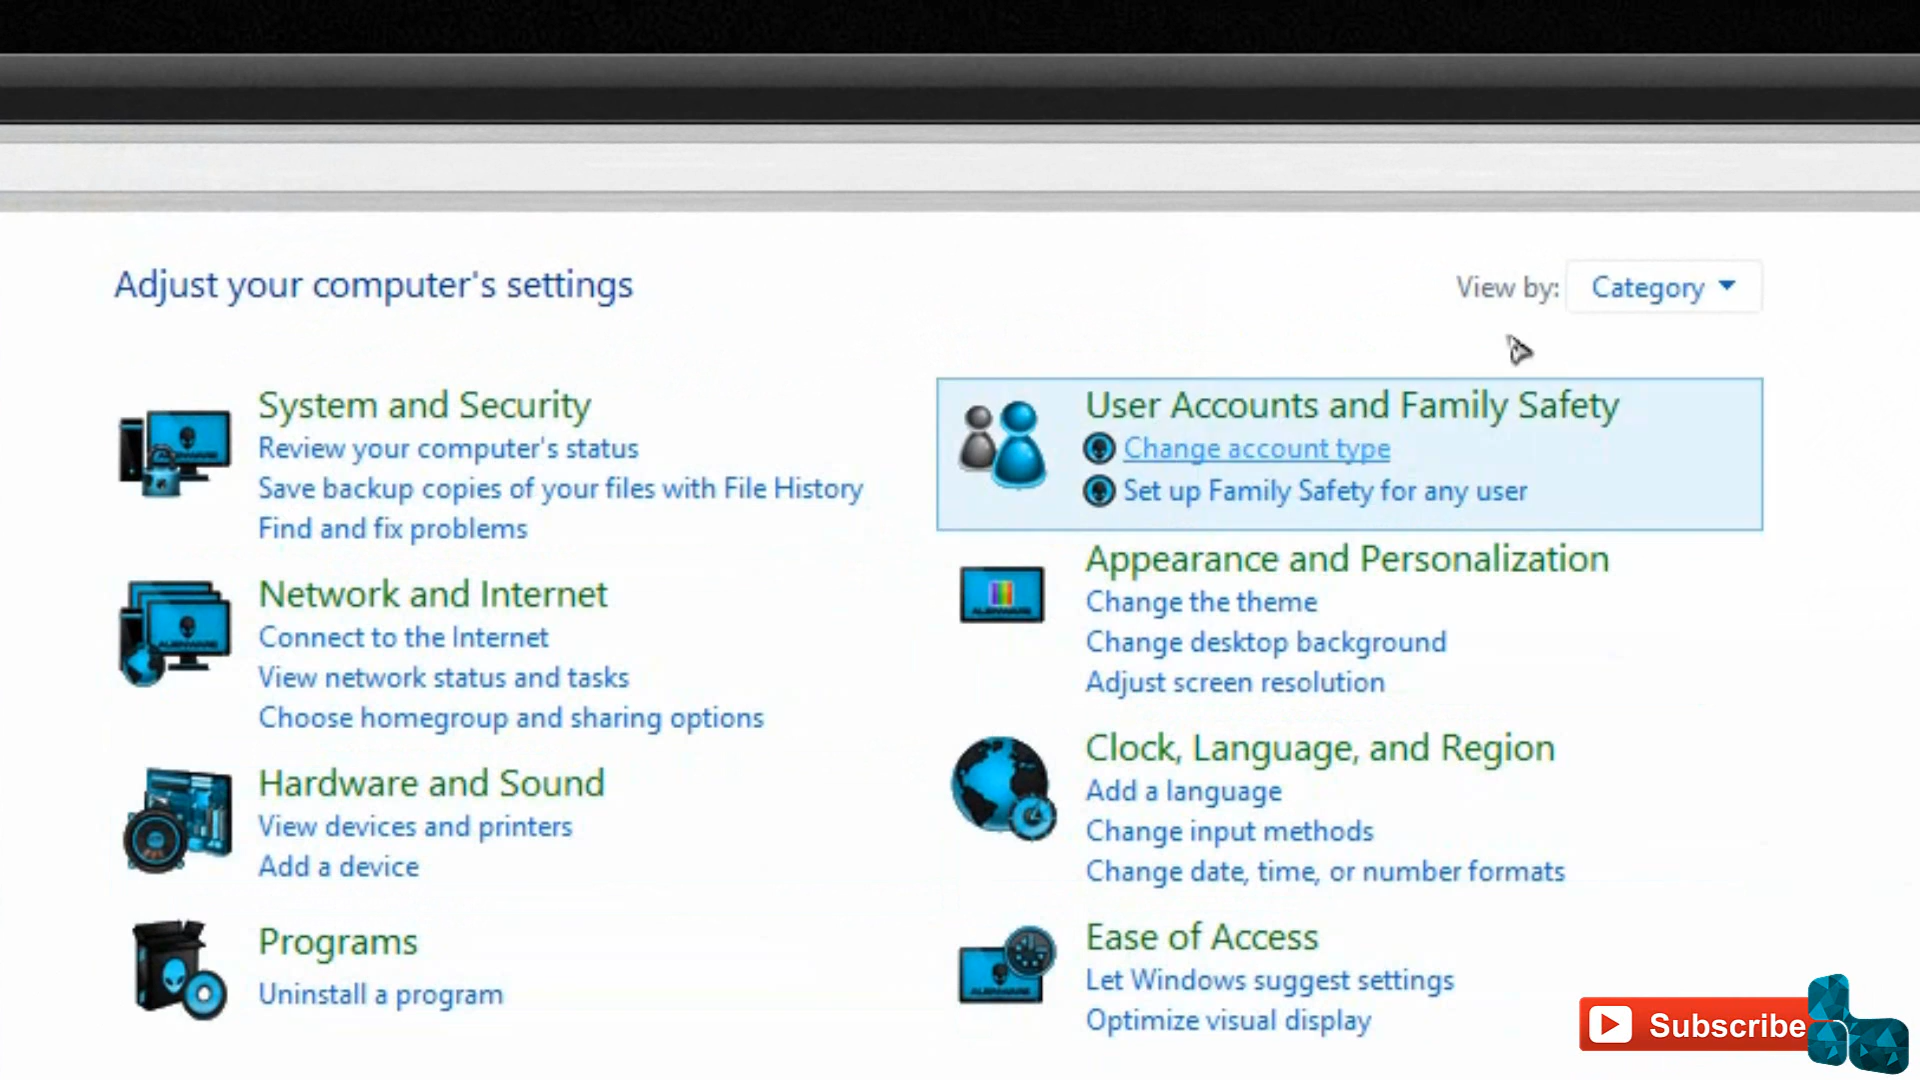 Adjust your computer's settings
View by: Category
System and Security
Review your computer's status
Save backup copies of your files with File History
Find and fix problems
Network and Internet
Connect to the Internet
View network status and tasks
Choose homegroup and sharing options
Hardware and Sound
View devices and printers
Add a device
Programs
Uninstall a program
User Accounts and Family Safety
Change account type
Set up Family Safety for any user
Appearance and Personalization
Change the theme
Change desktop background
Adjust screen resolution
Clock, Language, and Region
Add a language
Change input methods
Change date, time, or number formats
Ease of Access
Let Windows suggest settings
Optimize visual display
Subscribe